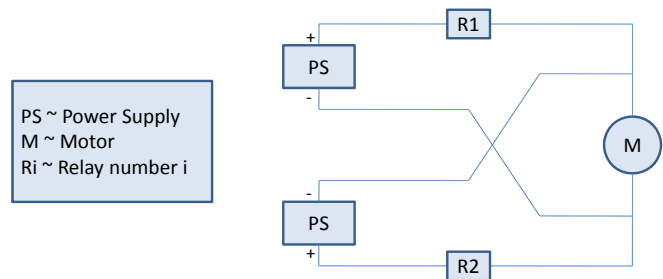 PS ~ Power Supply
M ~ Motor
Ri ~ Relay number i
R1
+
PS
-
M
-
PS
+
R2